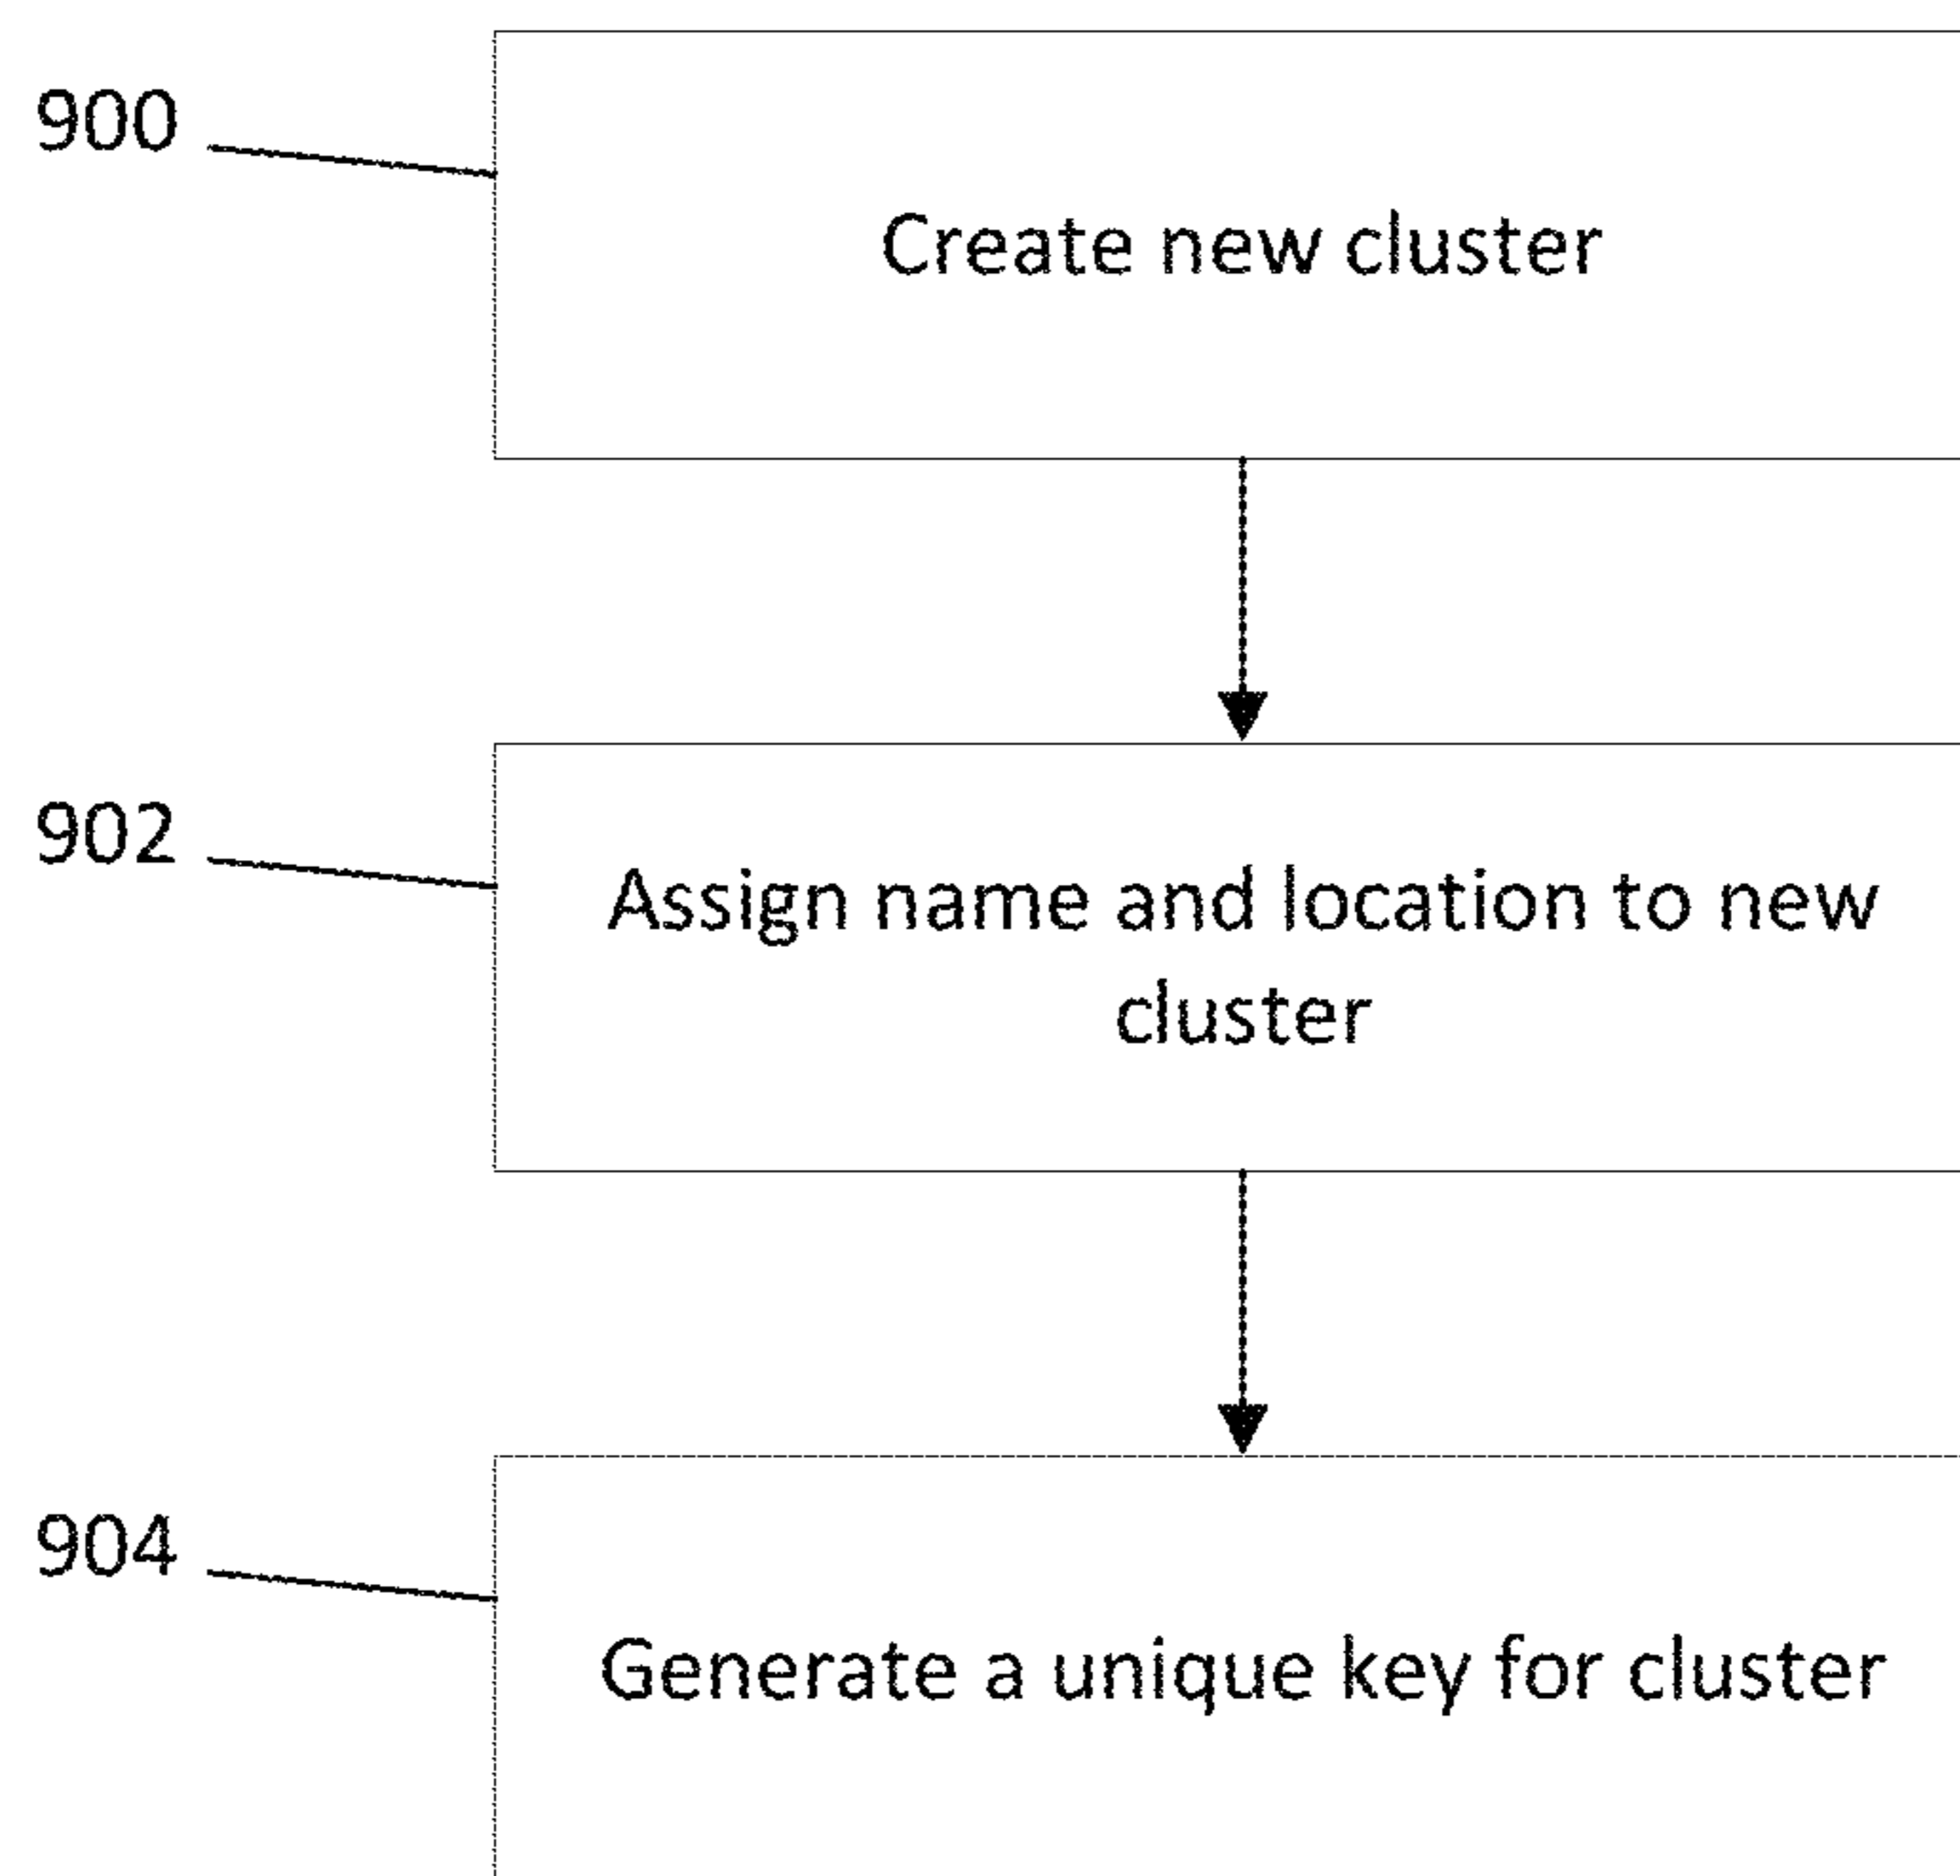 900
Create new cluster
902
Assign name and location to new
cluster
904
Generate a unique key for cluster